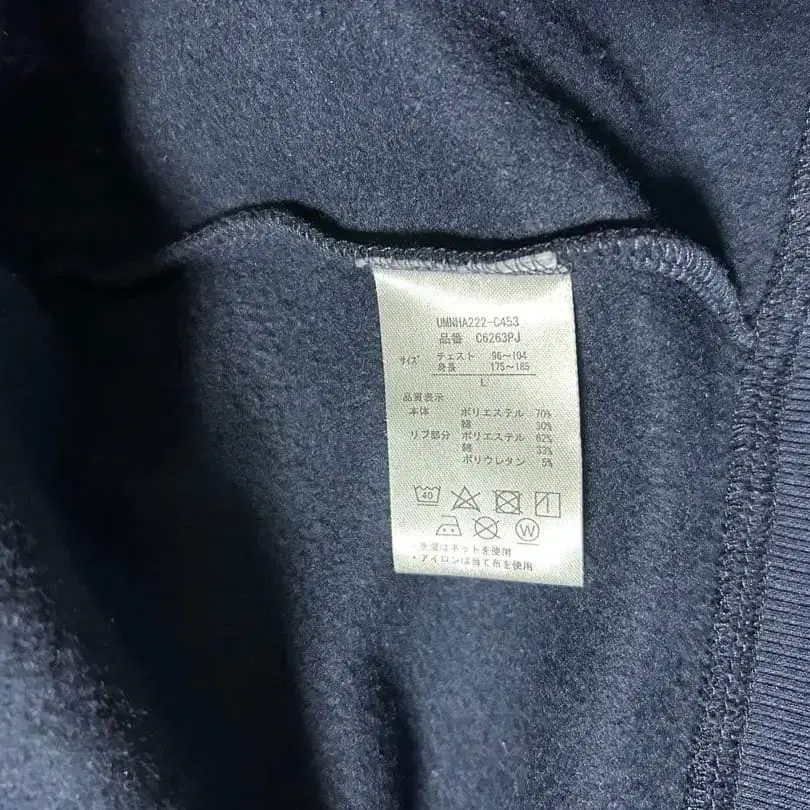 UMNHA222-C453
品番 C6263PJ
サイズ チェスト 96~104
身長 175~185
L
品質表示
本体 ポリエステル 70%
綿 30%
リブ部分 ポリエステル 62%
綿 33%
ポリウレタン 5%
40
W
・洗濯はネットを使用
・アイロンは当て布を使用